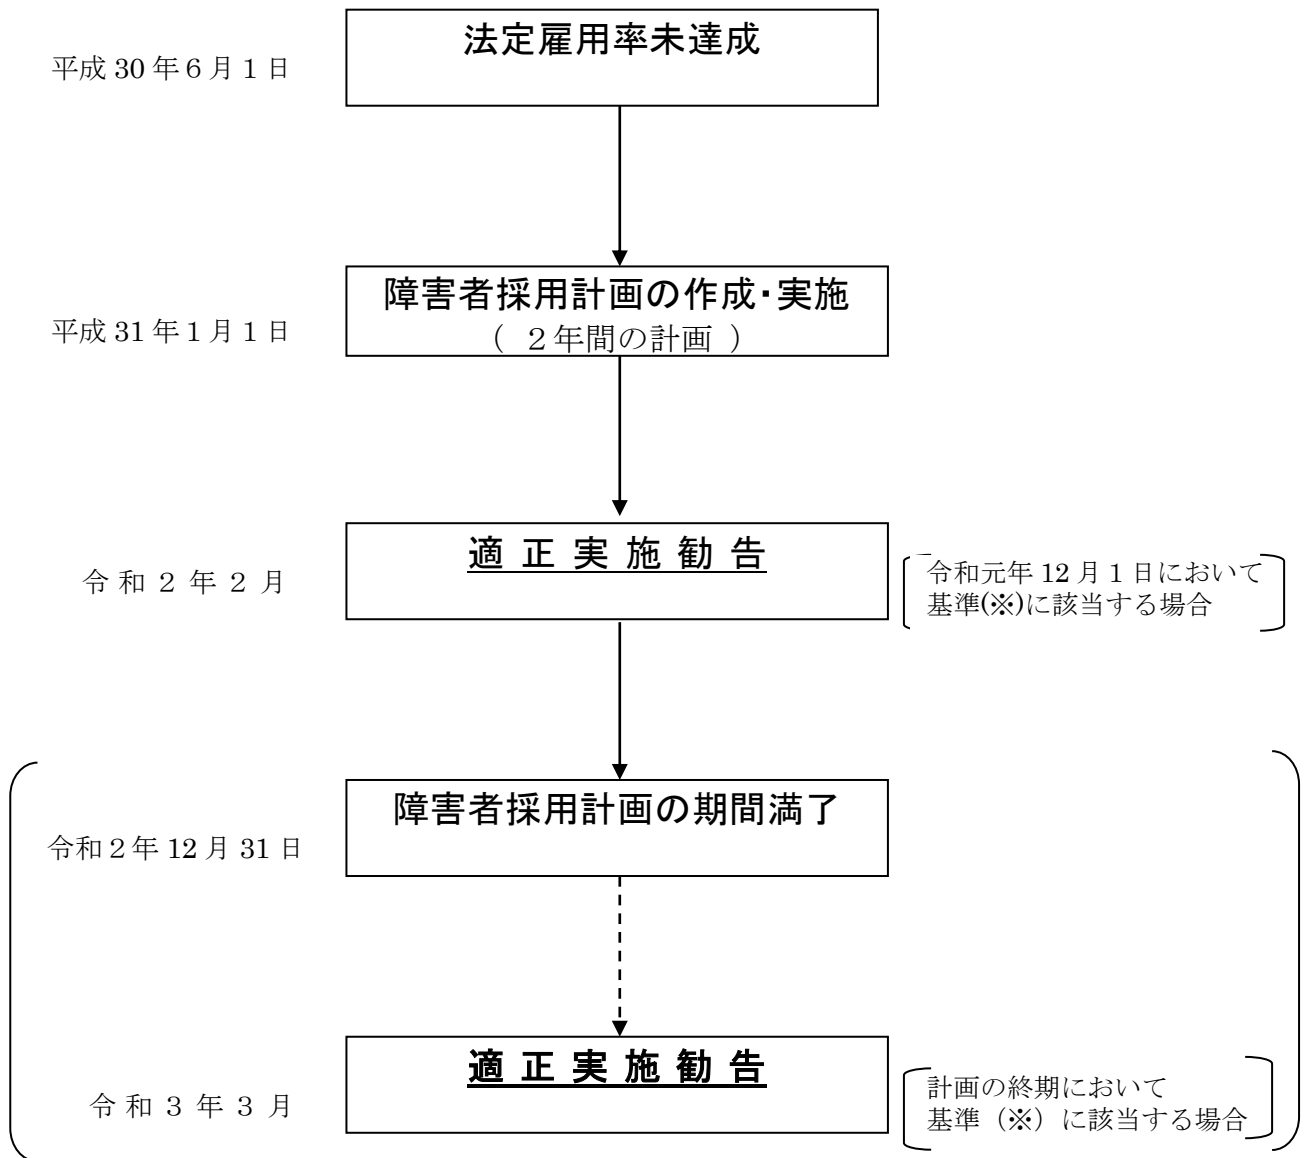 法定雇用率未達成
平成 30 年６月１日
障害者採用計画の作成・実施
（ ２年間の計画 ）
平成 31 年１月１日
適 正 実 施 勧 告
令 和 ２ 年 ２ 月
令和元年 12 月１日において
基準(※)に該当する場合
障害者採用計画の期間満了
令和２年 12 月 31 日
適 正 実 施 勧 告
令 和 ３ 年 ３ 月
計画の終期において
基準（※）に該当する場合